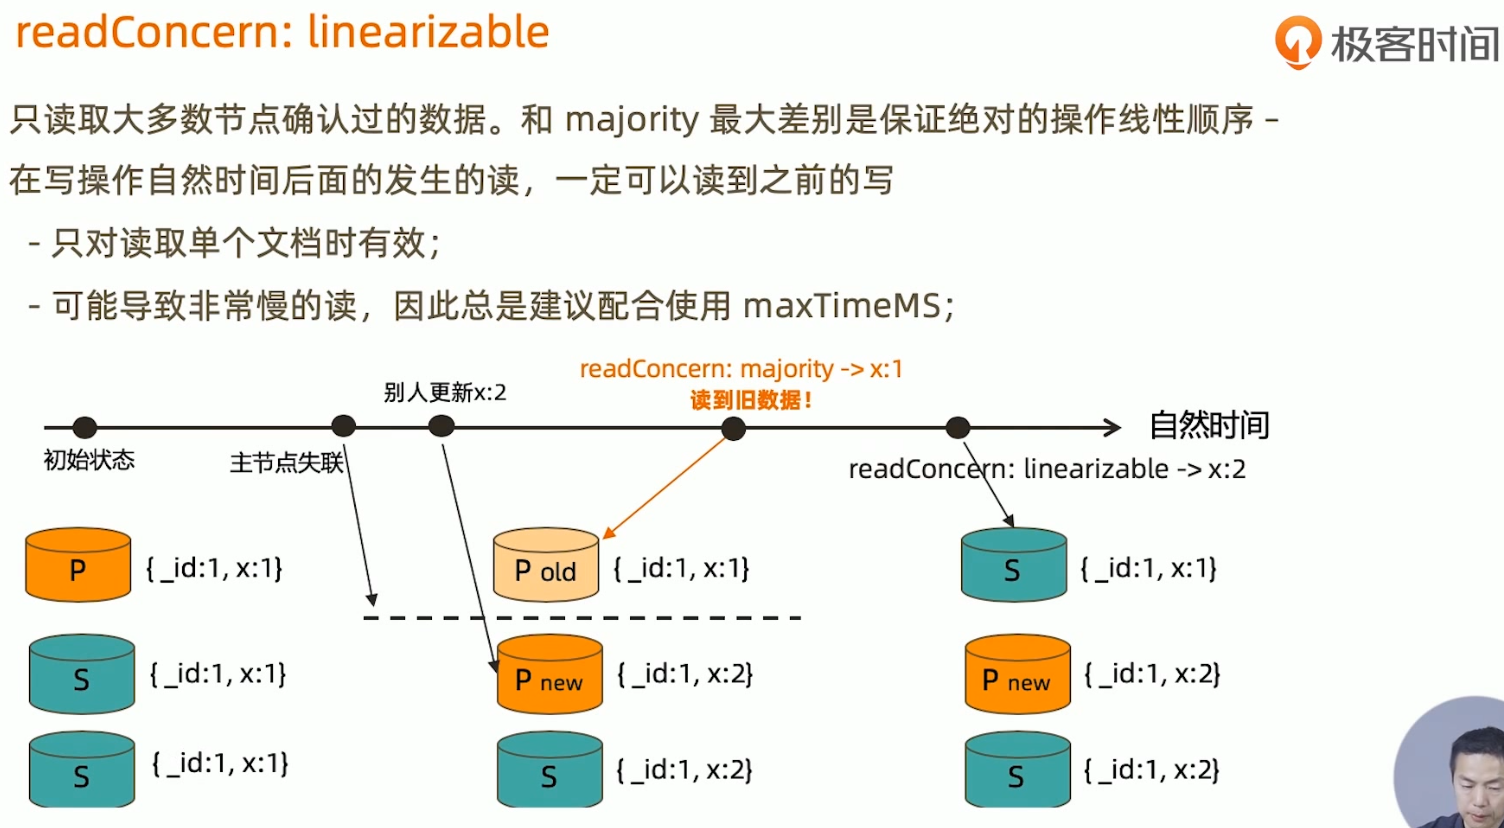 readConcern: linearizable
极客时间
只读取大多数节点确认过的数据。和 majority 最大差别是保证绝对的操作线性顺序 –
在写操作自然时间后面的发生的读，一定可以读到之前的写
- 只对读取单个文档时有效；
- 可能导致非常慢的读，因此总是建议配合使用 maxTimeMS；
readConcern: majority -> x:1
别人更新x:2
读到旧数据！
自然时间
初始状态
主节点失联
readConcern: linearizable -> x:2
P
{ _id:1, x:1}
P old
{ _id:1, x:1}
S
{ _id:1, x:1}
S
{ _id:1, x:1}
P new
{ _id:1, x:2}
P new
{ _id:1, x:2}
S
{ _id:1, x:1}
S
{ _id:1, x:2}
S
{ _id:1, x:2}